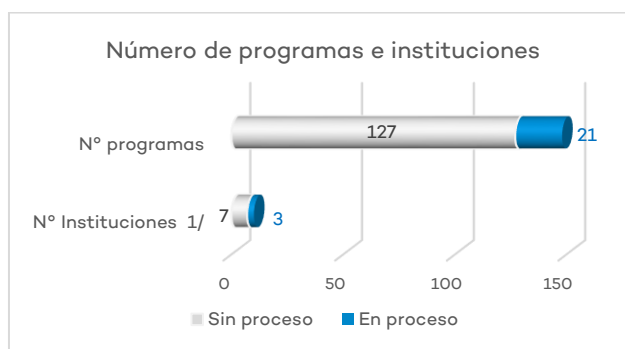 Número de programas e instituciones
N° programas
127
21
N° Instituciones 1/
7
3
0
50
100
150
Sin proceso
En proceso